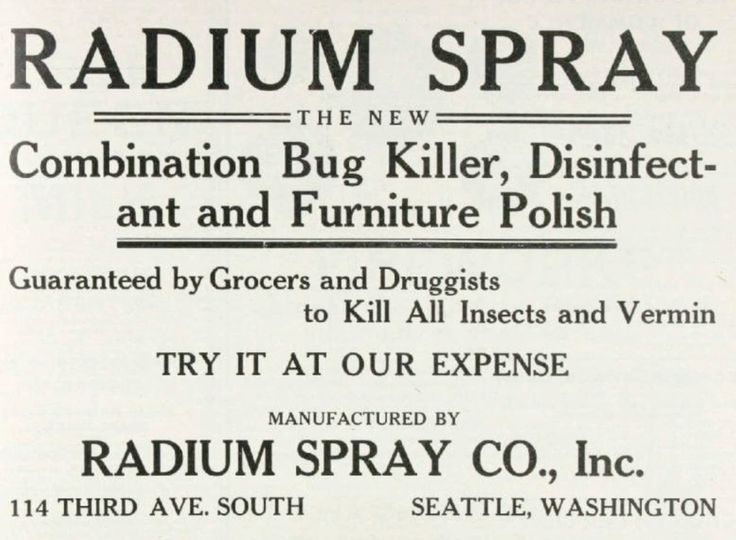 RADIUM SPRAY
THE NEW
Combination Bug Killer, Disinfect-
ant and Furniture Polish
Guaranteed by Grocers and Druggists
to Kill All Insects and Vermin
TRY IT AT OUR EXPENSE
MANUFACTURED BY
RADIUM SPRAY CO., Inc.
114 THIRD AVE. SOUTH SEATTLE, WASHINGTON